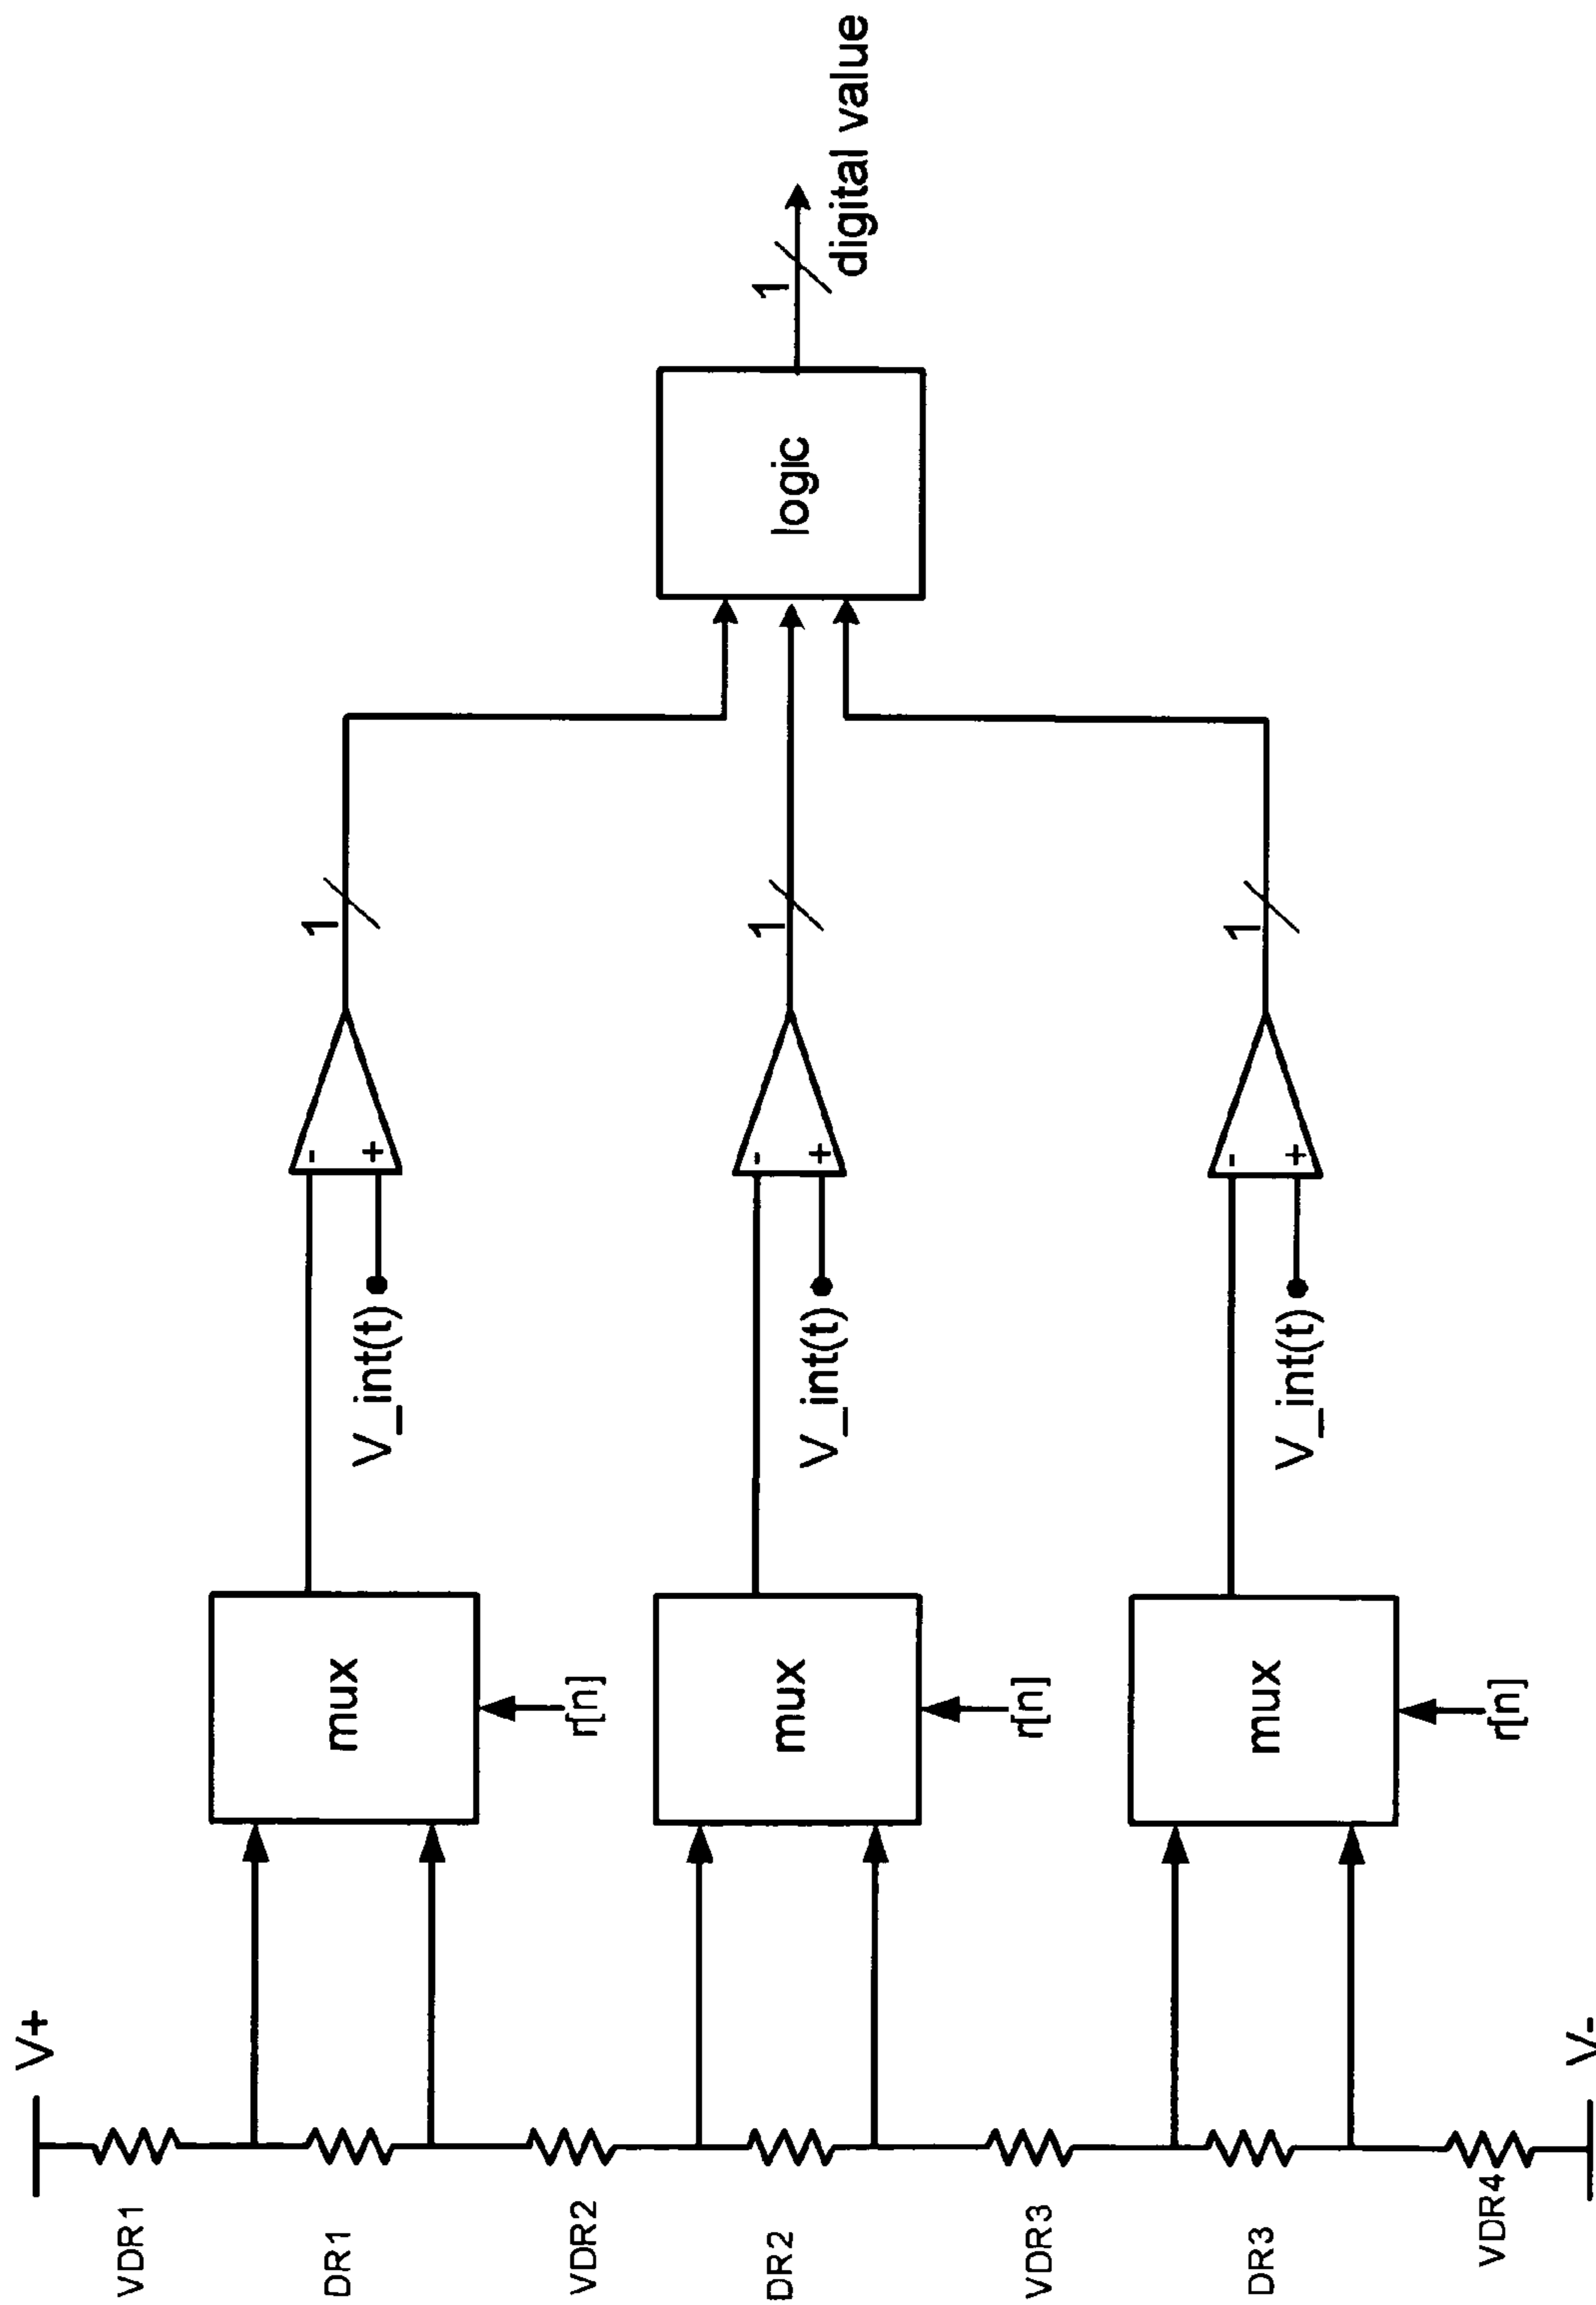 V+
VDR1
DR1
VDR2
DR2
VDR3
DR3
VDR4
V-
mux
r[n]
mux
r[n]
mux
r[n]
V_int(t)
-
+
V_int(t)
-
+
V_int(t)
-
+
1
1
1
logic
1
digital value